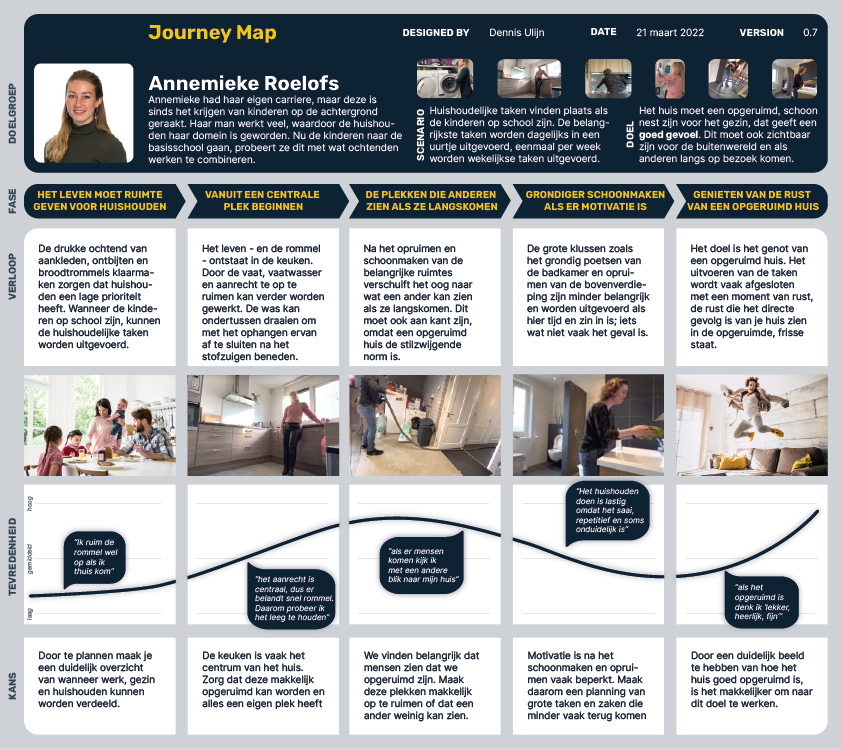 Journey Map
DESIGNED BY Dennis Ulijn DATE 21 maart 2022 VERSION 0.7
DOELGROEP
Annemieke Roelofs
Annemieke had haar eigen carriere, maar deze is
sinds het krijgen van kinderen op de achtergrond
geraakt. Haar man werkt veel, waardoor de huishou-
den haar domein is geworden. Nu de kinderen naar de
basisschool gaan, probeert ze dit met wat ochtenden
werken te combineren.
SCENARIO
Huishoudelijke taken vinden plaats als
de kinderen op school zijn. De belang-
rijkste taken worden dagelijks in een
uurtje uitgevoerd, eenmaal per week
worden wekelijkse taken uitgevoerd.
DOEL
Het huis moet een opgeruimd, schoon
nest zijn voor het gezin, dat geeft een
goed gevoel. Dit moet ook zichtbaar
zijn voor de buitenwereld en als
anderen langs op bezoek komen.
FASE
HET LEVEN MOET RUIMTE
GEVEN VOOR HUISHOUDEN
VANUIT EEN CENTRALE
PLEK BEGINNEN
DE PLEKKEN DIE ANDEREN
ZIEN ALS ZE LANGSKOMEN
GRONDIGER SCHOONMAKEN
ALS ER MOTIVATIE IS
GENIETEN VAN DE RUST
VAN EEN OPGERUIMD HUIS
VERLOOP
De drukke ochtend van
aankleden, ontbijten en
broodtrommels klaarma-
ken zorgen dat huishou-
den een lage prioriteit
heeft. Wanneer de kinde-
ren op school zijn, kunnen
de huishoudelijke taken
worden uitgevoerd.
Het leven - en de rommel
- ontstaat in de keuken.
Door de vaat, vaatwasser
en aanrecht te op te
ruimen kan verder worden
gewerkt. De was kan
ondertussen draaien om
met het ophangen ervan
af te sluiten na het
stofzuigen beneden.
Na het opruimen en
schoonmaken van de
belangrijke ruimtes
verschuift het oog naar
wat een ander kan zien
als ze langskomen. Dit
moet ook aan kant zijn,
omdat een opgeruimd
huis de stilzwijgende
norm is.
De grote klussen zoals
het grondig poetsen van
de badkamer en oprui-
men van de bovenverdie-
ping zijn minder belangrijk
en worden uitgevoerd als
hier tijd en zin in is; iets
wat niet vaak het geval is.
Het doel is het genot van
een opgeruimd huis. Het
uitvoeren van de taken
wordt vaak afgesloten
met een moment van rust,
de rust die het directe
gevolg is van je huis zien
in de opgeruimde, frisse
staat.
TEVREDENHEID
hoog
gemiddeld
laag
"Ik ruim de
rommel wel
op als ik
thuis kom"
"het aanrecht is
centraal, dus er
belandt snel rommel.
Daarom probeer ik
het leeg te houden"
"als er mensen
komen kijk ik
met een andere
blik naar mijn huis"
"Het huishouden
doen is lastig
omdat het saai,
repetitief en soms
onduidelijk is"
"als het
opgeruimd is
denk ik 'lekker,
heerlijk, fijn'"
KANS
Door te plannen maak je
een duidelijk overzicht
van wanneer werk, gezin
en huishouden kunnen
worden verdeeld.
De keuken is vaak het
centrum van het huis.
Zorg dat deze makkelijk
opgeruimd kan worden en
alles een eigen plek heeft
We vinden belangrijk dat
mensen zien dat we
opgeruimd zijn. Maak
deze plekken makkelijk
op te ruimen of dat een
ander weinig kan zien.
Motivatie is na het
schoonmaken en oprui-
men vaak beperkt. Maak
daarom een planning van
grote taken en zaken die
minder vaak terug komen
Door een duidelijk beeld
te hebben van hoe het
huis goed opgeruimd is,
is het makkelijker om naar
dit doel te werken.